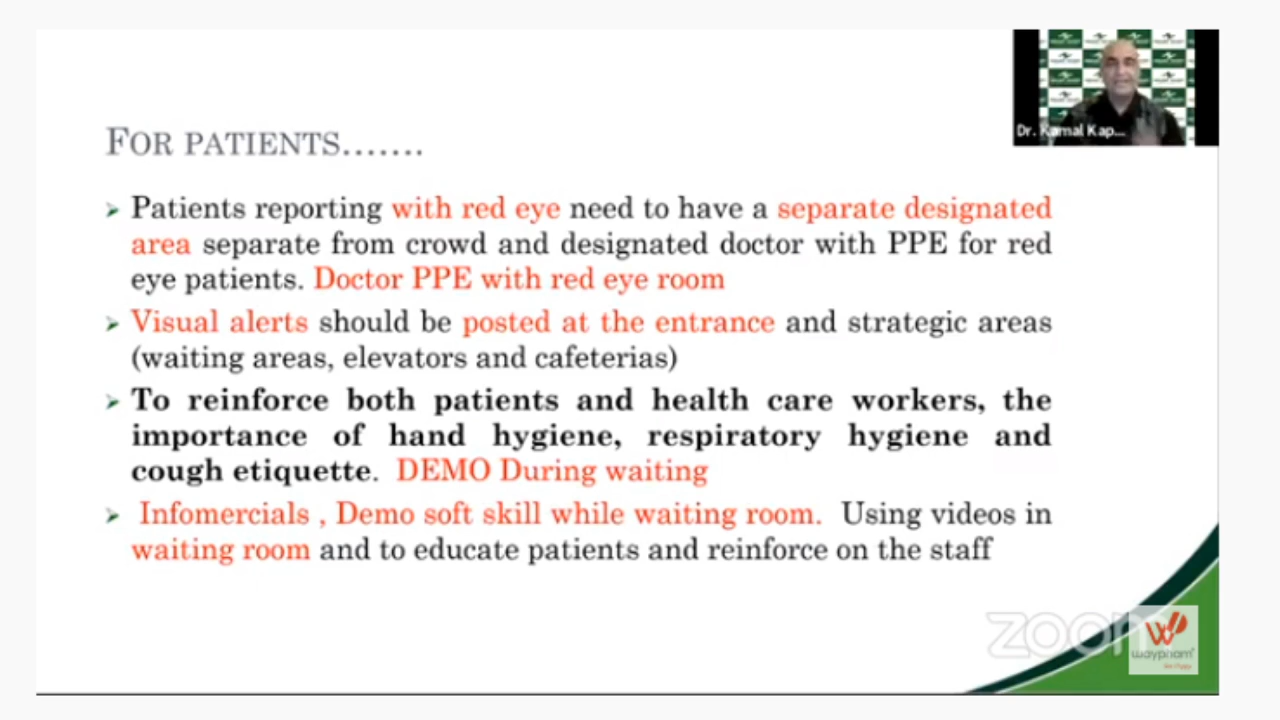 Dr. Kamal Kap...
FOR PATIENTS.......
Patients reporting with red eye need to have a separate designated
area separate from crowd and designated doctor with PPE for red
eye patients. Doctor PPE with red eye room
Visual alerts should be posted at the entrance and strategic areas
(waiting areas, elevators and cafeterias)
To reinforce both patients and health care workers, the
importance of hand hygiene, respiratory hygiene and
cough etiquette. DEMO During waiting
Infomercials , Demo soft skill while waiting room. Using videos in
waiting room and to educate patients and reinforce on the staff
zoom
waypham